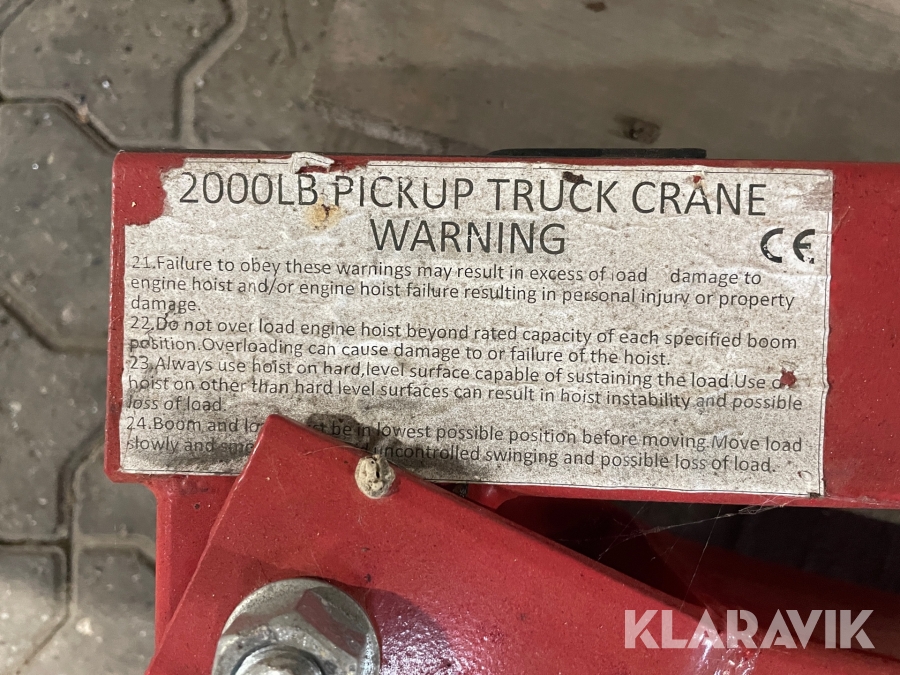 2000LB PICKUP TRUCK CRANE
WARNING
CE
21.Failure to obey these warnings may result in excess of load damage to
engine hoist and/or engine hoist failure resulting in personal injury or property
damage.
22.Do not over load engine hoist beyond rated capacity of each specified boom
position.Overloading can cause damage to or failure of the hoist.
23.Always use hoist on hard,level surface capable of sustaining the load.Use
hoist on other than hard level surfaces can result in hoist instability and possible
loss of load.
24.Boom and be in lowest possible position before moving.Move load
slowly and uncontrolled swinging and possible loss of load.
KLARAVIK